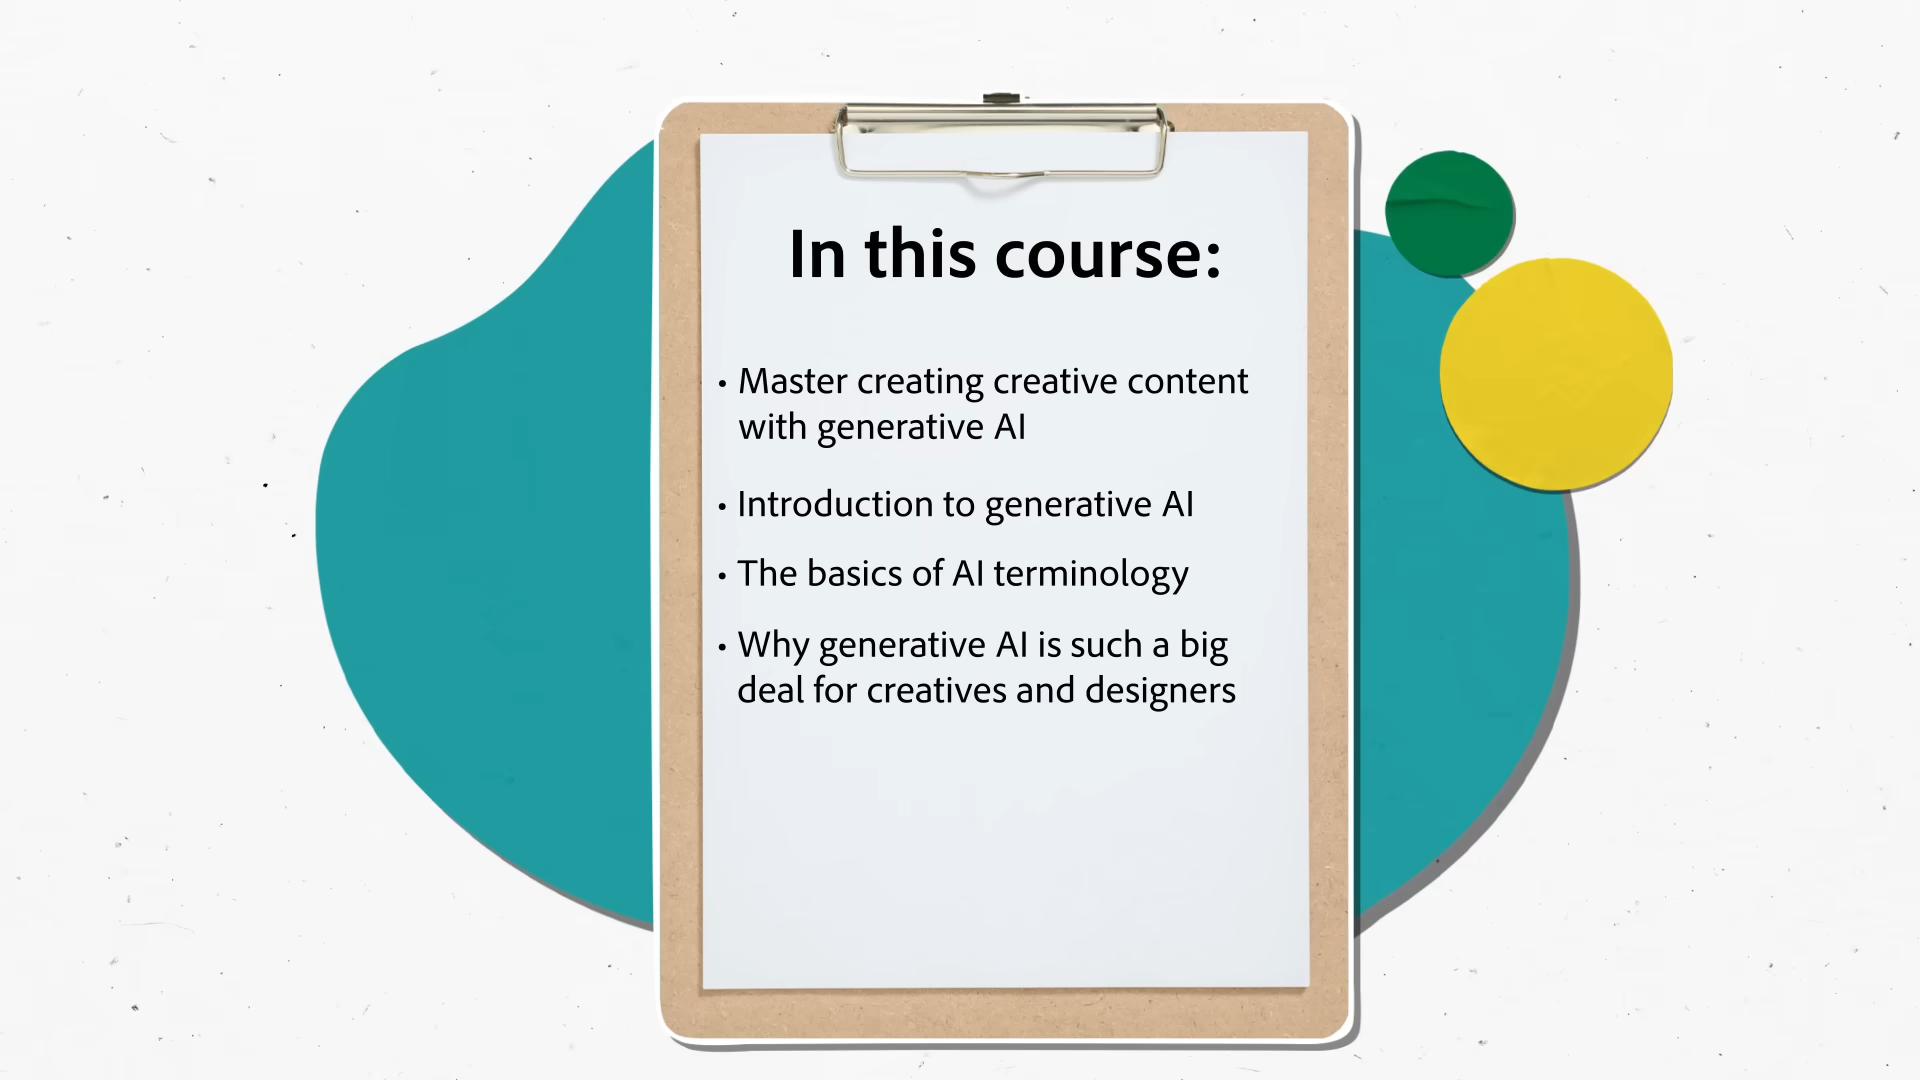 In this course:
• Master creating creative content
with generative AI
• Introduction to generative AI
• The basics of AI terminology
• Why generative AI is such a big
deal for creatives and designers